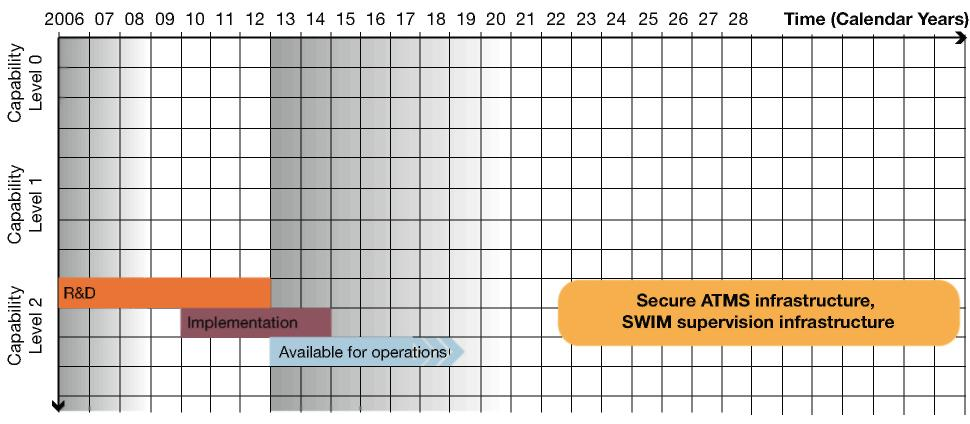 2006 07 08 09 10 11 12 13 14 15 16 17 18 19 20 21 22 23 24 25 26 27 28 Time (Calendar Years)
Capability
Level 0
Capability
Level 1
Capability
Level 2
R&D
Implementation
Available for operations
Secure ATMS infrastructure,
SWIM supervision infrastructure